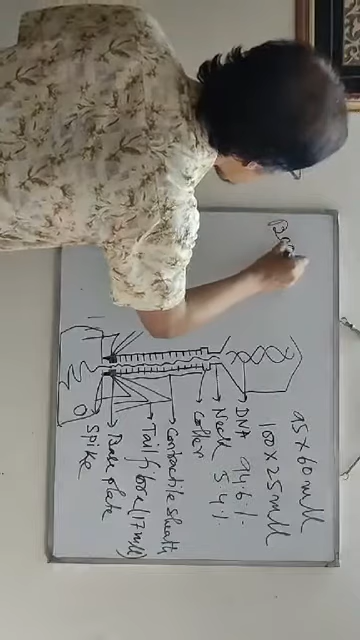 95 x 60 mμ
100 x 25 mμ
DNA 94.6%
Neck 5.4%
Collar
Contractile sheath
Tail fibre (17 mμ)
Base plate
Spike